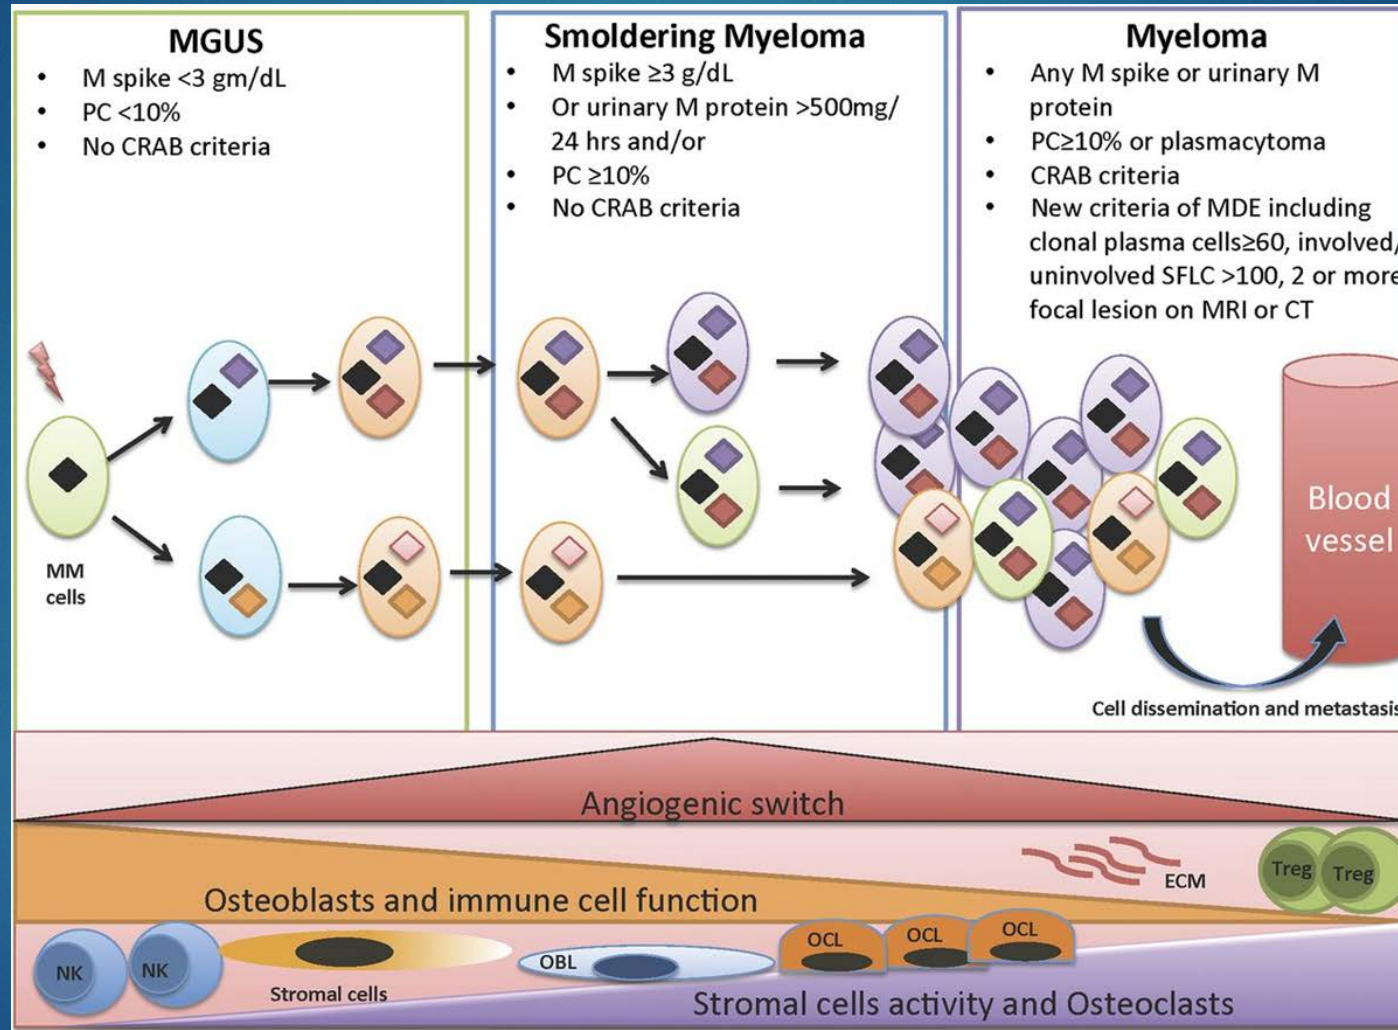 MGUS
• M spike <3 gm/dL
• PC <10%
• No CRAB criteria
Smoldering Myeloma
• M spike ≥3 g/dL
• Or urinary M protein >500mg/
24 hrs and/or
• PC ≥10%
• No CRAB criteria
Myeloma
• Any M spike or urinary M
protein
• PC≥10% or plasmacytoma
• CRAB criteria
• New criteria of MDE including
clonal plasma cells≥60, involved/
uninvolved SFLC >100, 2 or more
focal lesion on MRI or CT
MM
cells
Blood
vessel
Cell dissemination and metastasis
Angiogenic switch
ECM
Treg
Treg
Osteoblasts and immune cell function
NK
NK
Stromal cells
OBL
OCL
OCL
OCL
Stromal cells activity and Osteoclasts